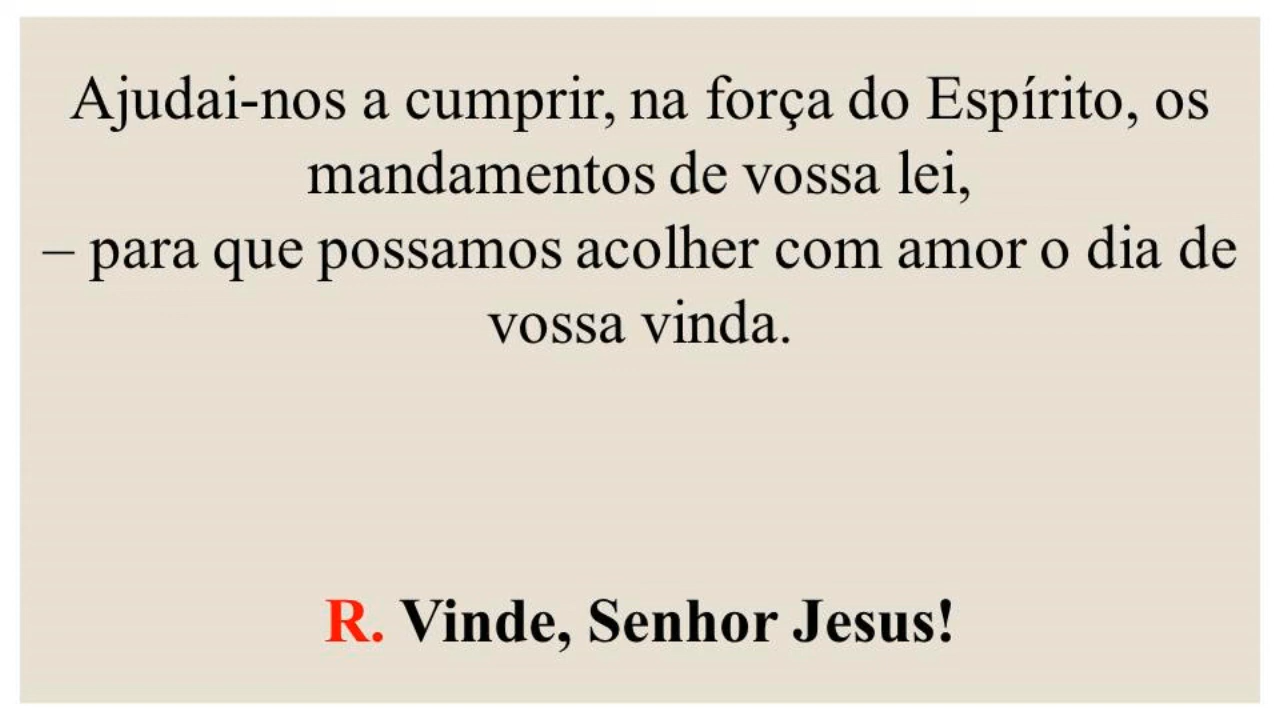 Ajudai-nos a cumprir, na força do Espírito, os
mandamentos de vossa lei,
– para que possamos acolher com amor o dia de
vossa vinda.
R. Vinde, Senhor Jesus!